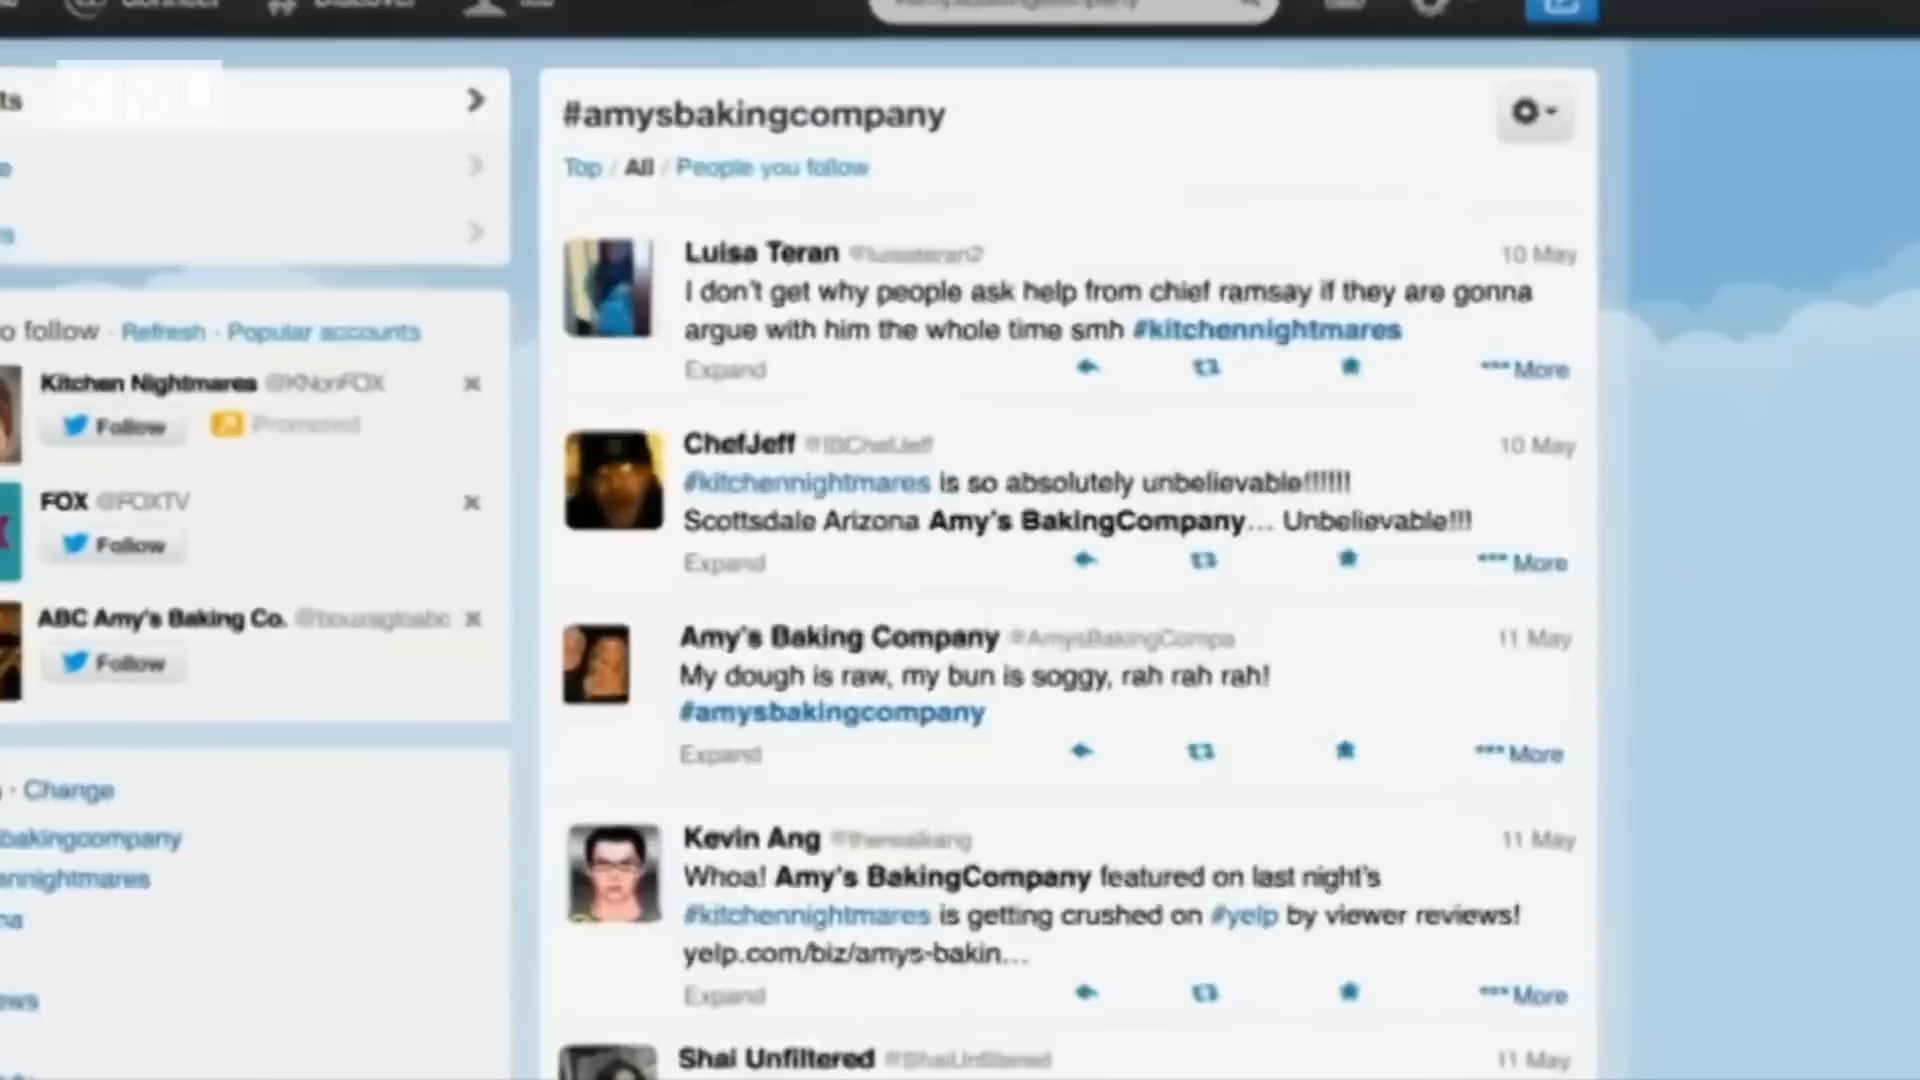 #amysbakingcompany
Top / All / People you follow
Luisa Teran @luisateran2 10 May
I don't get why people ask help from chief ramsay if they are gonna
argue with him the whole time smh #kitchennightmares
Expand More
ChefJeff 10 May
#kitchennightmares is so absolutely unbelievable!!!!!!
Scottsdale Arizona Amy's BakingCompany... Unbelievable!!!
Expand More
Amy's Baking Company @AmysBakingCompa 11 May
My dough is raw, my bun is soggy, rah rah rah!
#amysbakingcompany
Expand More
Kevin Ang 11 May
Whoa! Amy's BakingCompany featured on last night's
#kitchennightmares is getting crushed on #yelp by viewer reviews!
yelp.com/biz/amys-bakin...
Expand More
Shai Unfiltered @ShaiUnfiltered 11 May
o follow · Refresh · Popular accounts
Kitchen Nightmares @KNonFOX
Follow Promoted
FOX @FOXTV
Follow
ABC Amy's Baking Co.
Follow
· Change
bakingcompany
ennightmares
na
ews